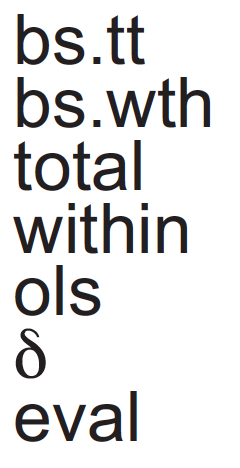 bs.tt
bs.wth
total
within
ols
δ
eval